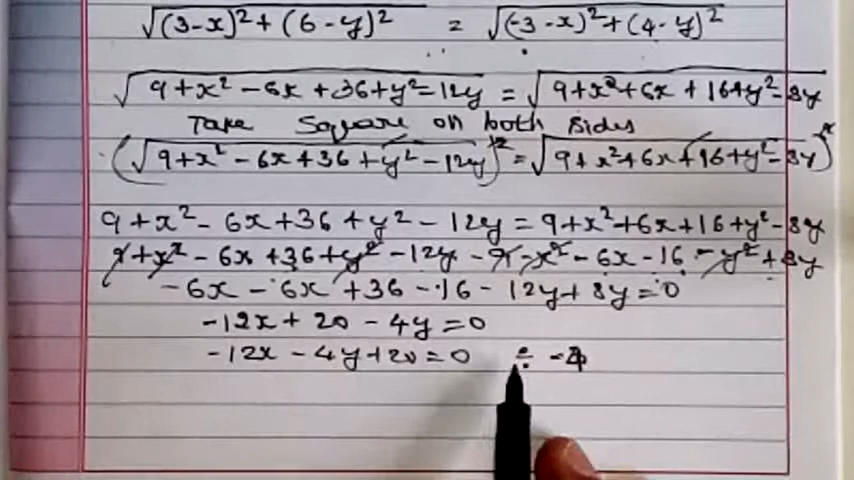 √(3-x)² + (6-y)² = √(-3-x)² + (4-y)²
√9+x² - 6x + 36 + y² - 12y = √9+x²+6x + 16+y² - 8y
Take Square on both sides
(√9+x² - 6x + 36 + y² - 12y)² = (√9+x²+6x+16+y² - 8y)²
9+x² - 6x + 36 + y² - 12y = 9+x²+6x+16+y² - 8y
9+x² - 6x + 36 + y² - 12y - 9 - x² - 6x - 16 - y² + 8y
-6x - 6x + 36 - 16 - 12y + 8y = 0
-12x + 20 - 4y = 0
-12x - 4y + 20 = 0 ÷ -4